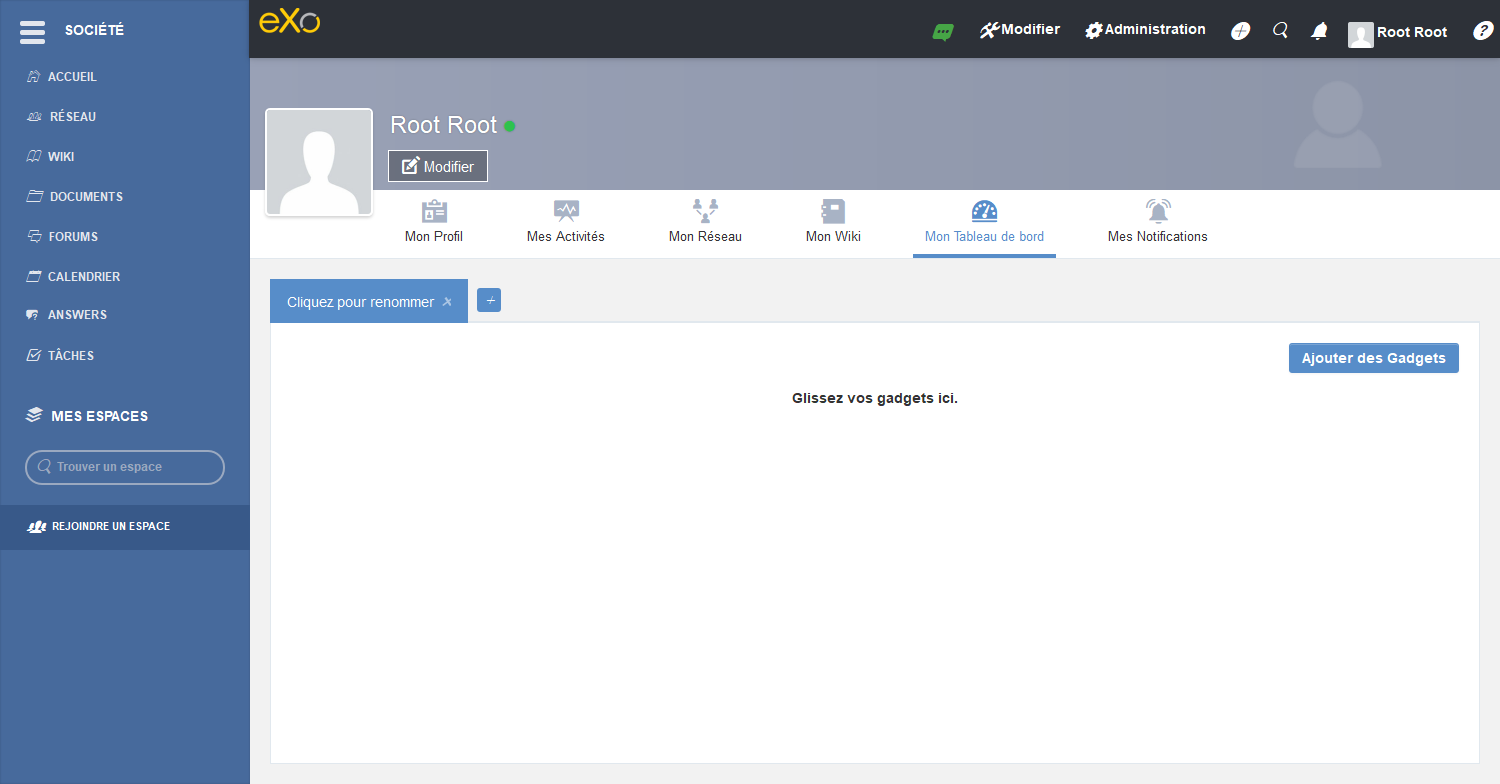 SOCIÉTÉ
ACCUEIL
RÉSEAU
WIKI
DOCUMENTS
FORUMS
CALENDRIER
ANSWERS
TÂCHES
MES ESPACES
Trouver un espace
REJOINDRE UN ESPACE
eXo
Modifier
Administration
Root Root
?
Root Root
Modifier
Mon Profil
Mes Activités
Mon Réseau
Mon Wiki
Mon Tableau de bord
Mes Notifications
Cliquez pour renommer
Ajouter des Gadgets
Glissez vos gadgets ici.